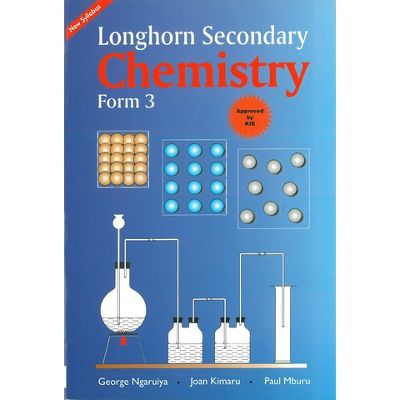 New Syllabus
Longhorn Secondary
Chemistry
Form 3
Approved
by
KIE
George Ngaruiya • Joan Kimaru • Paul Mburu